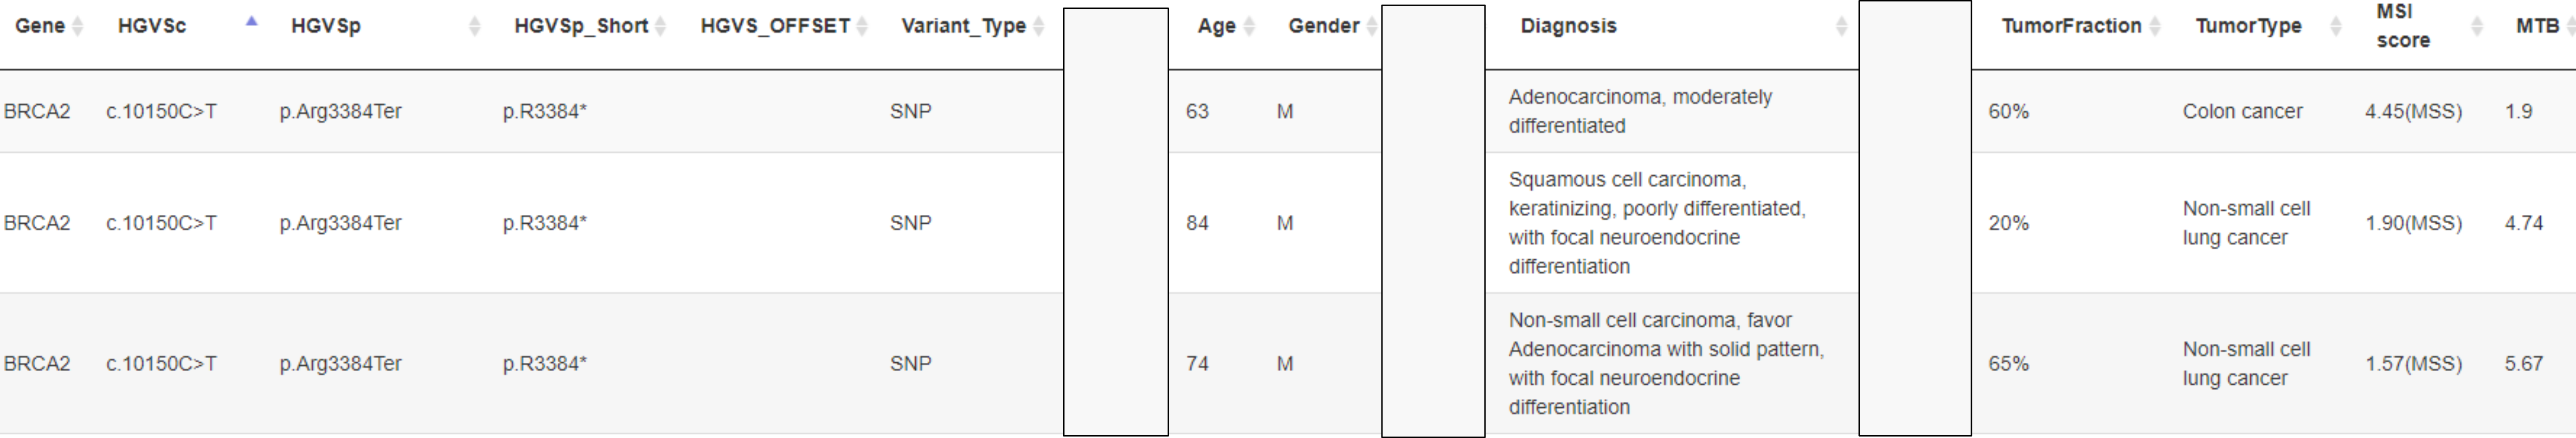 Gene HGVSc HGVSp HGVSp_Short HGVS_OFFSET Variant_Type Age Gender Diagnosis TumorFraction TumorType MSI score MTB
BRCA2 c.10150C>T p.Arg3384Ter p.R3384* SNP 63 M Adenocarcinoma, moderately differentiated 60% Colon cancer 4.45(MSS) 1.9
BRCA2 c.10150C>T p.Arg3384Ter p.R3384* SNP 84 M Squamous cell carcinoma, keratinizing, poorly differentiated, with focal neuroendocrine differentiation 20% Non-small cell lung cancer 1.90(MSS) 4.74
BRCA2 c.10150C>T p.Arg3384Ter p.R3384* SNP 74 M Non-small cell carcinoma, favor Adenocarcinoma with solid pattern, with focal neuroendocrine differentiation 65% Non-small cell lung cancer 1.57(MSS) 5.67